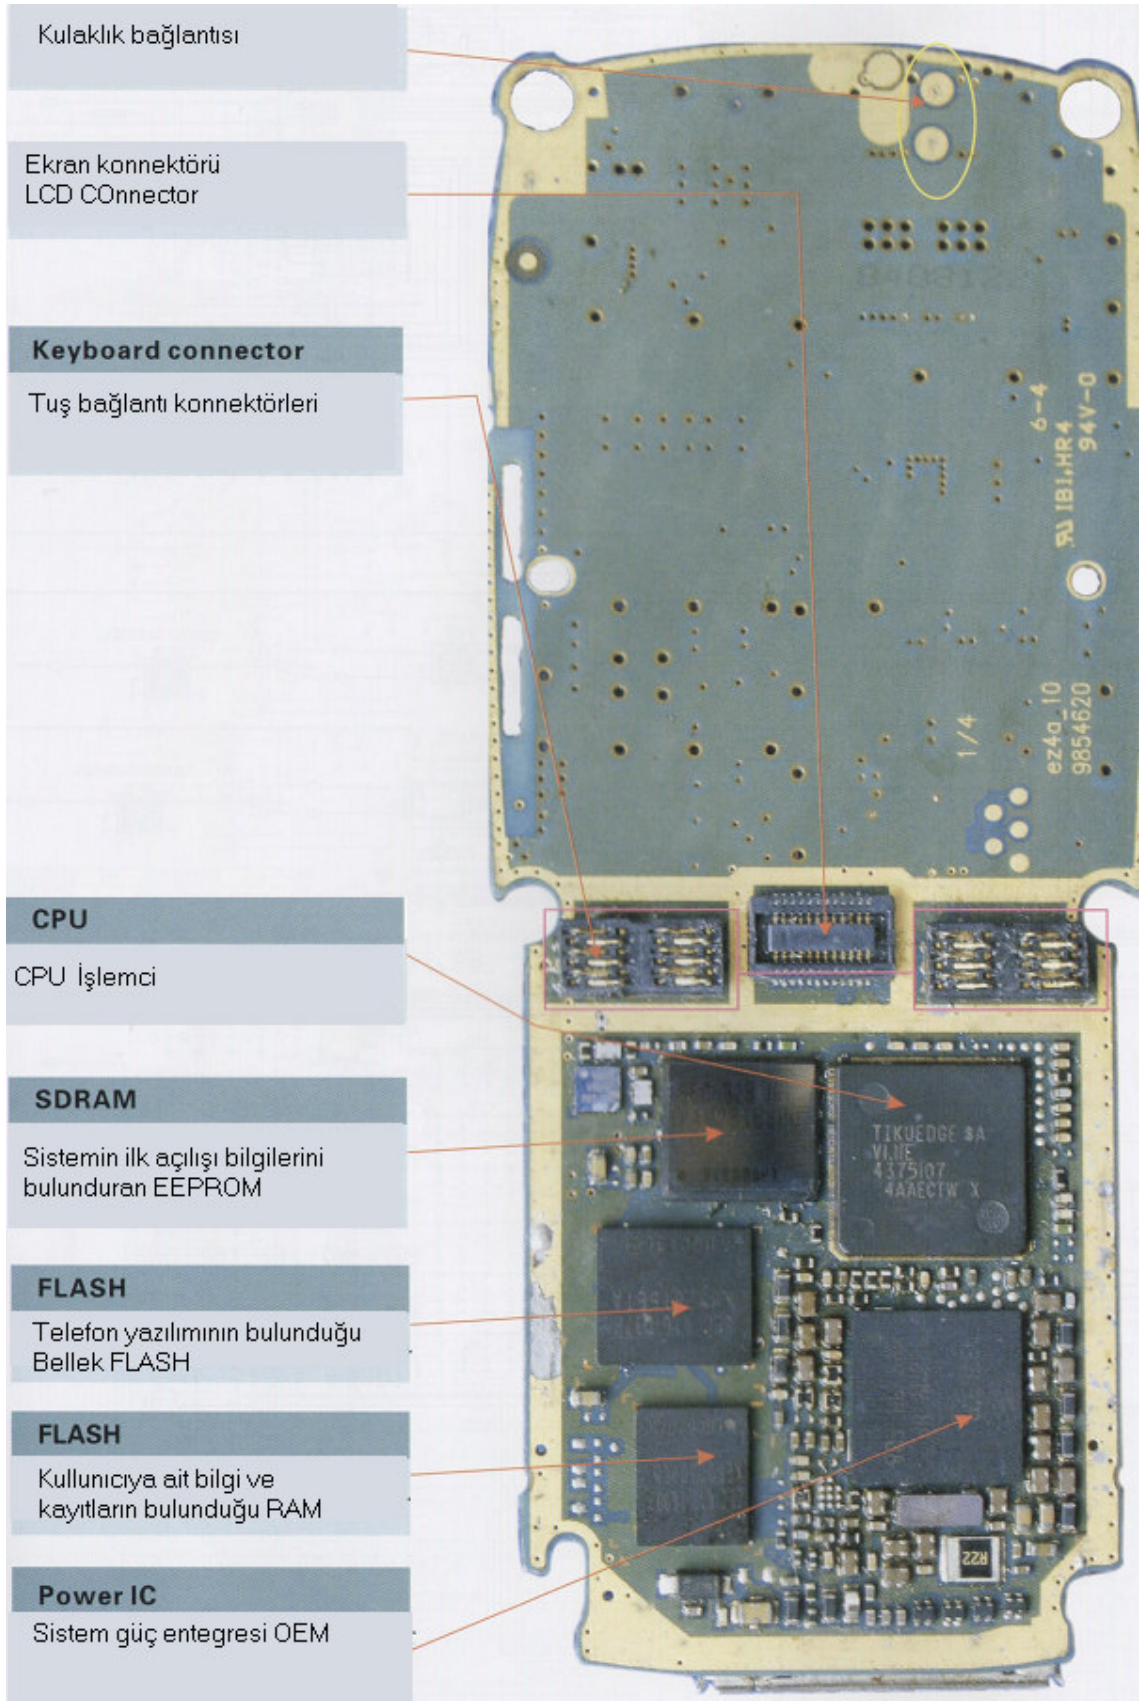 Kulaklık bağlantısı
Ekran konnektörü
LCD COnnector
Keyboard connector
Tuş bağlantı konnektörleri
CPU
CPU İşlemci
SDRAM
Sistemin ilk açılışı bilgilerini
bulunduran EEPROM
FLASH
Telefon yazılımının bulunduğu
Bellek FLASH
FLASH
Kullunıcıya ait bilgi ve
kayıtların bulunduğu RAM
Power IC
Sistem güç entegresi OEM
6-4
IB1.HR4
94V-0
1/4
ez4a_10
9854620
TIKUEDGE
4375107
4AAECTW X
R22